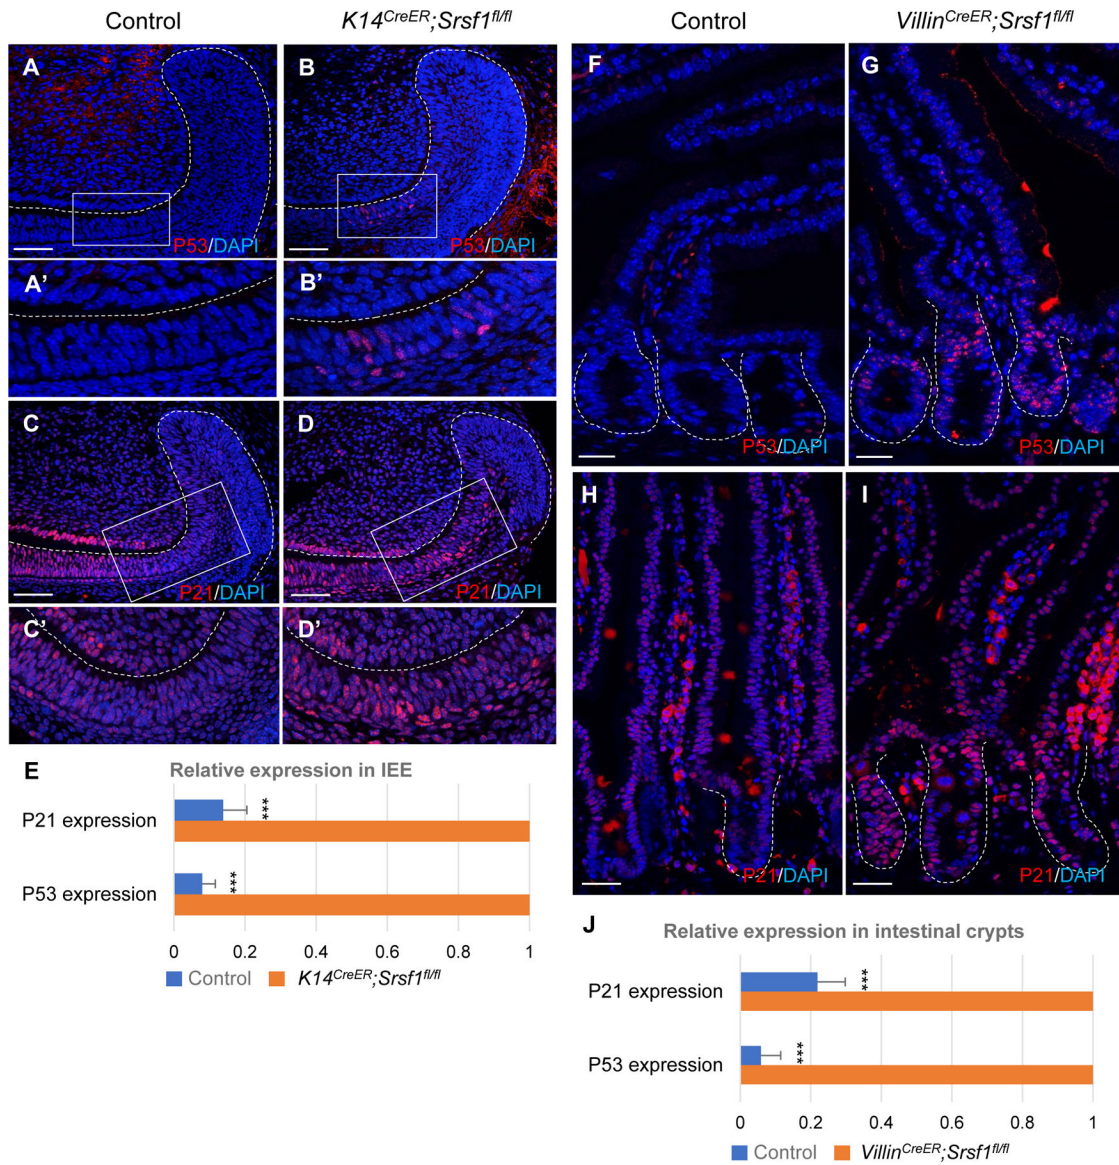 Control
K14CreER;Srsf1fl/fl
Control
VillinCreER;Srsf1fl/fl
A
P53/DAPI
B
P53/DAPI
A'
B'
C
P21/DAPI
D
P21/DAPI
C'
D'
E
Relative expression in IEE
P21 expression
***
P53 expression
***
0 0.2 0.4 0.6 0.8 1
Control K14CreER;Srsf1fl/fl
F
P53/DAPI
G
P53/DAPI
H
P21/DAPI
I
P21/DAPI
J
Relative expression in intestinal crypts
P21 expression
***
P53 expression
***
0 0.2 0.4 0.6 0.8 1
Control VillinCreER;Srsf1fl/fl